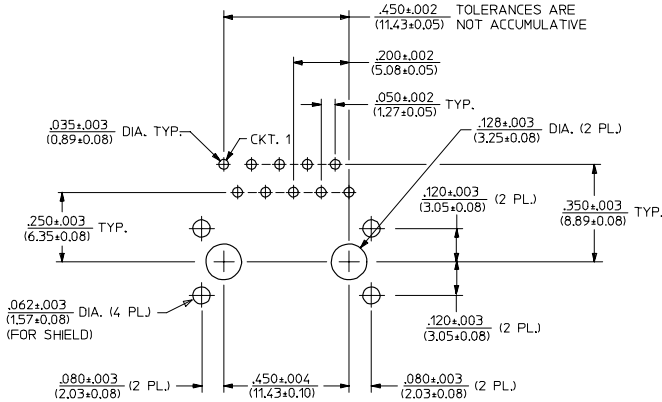 .450±.002 TOLERANCES ARE
(11.43±0.05) NOT ACCUMULATIVE
.200±.002
(5.08±0.05)
.050±.002 TYP.
(1.27±0.05)
.035±.003 DIA. TYP.
(0.89±0.08)
CKT. 1
.128±.003 DIA. (2 PL.)
(3.25±0.08)
.120±.003 (2 PL.)
(3.05±0.08)
.350±.003 TYP.
(8.89±0.08)
.250±.003 TYP.
(6.35±0.08)
.062±.003 DIA. (4 PL.)
(1.57±0.08)
(FOR SHIELD)
.120±.003 (2 PL.)
(3.05±0.08)
.080±.003 (2 PL.)
(2.03±0.08)
.450±.004
(11.43±0.10)
.080±.003 (2 PL.)
(2.03±0.08)